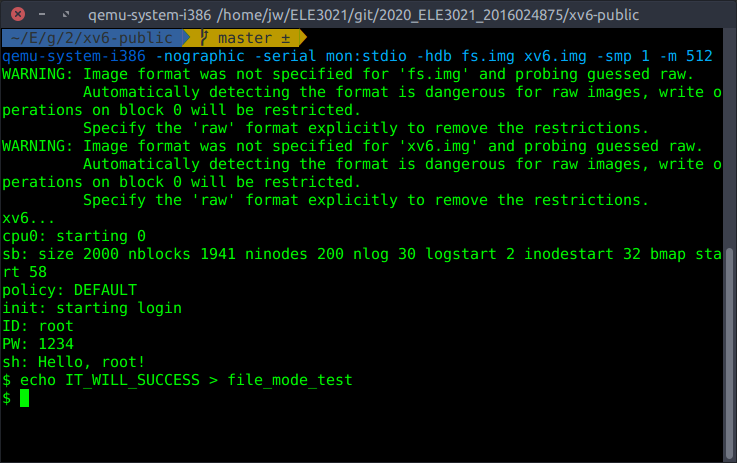 qemu-system-i386 /home/jw/ELE3021/git/2020_ELE3021_2016024875/xv6-public
~/E/g/2/xv6-public master ±
qemu-system-i386 -nographic -serial mon:stdio -hdb fs.img xv6.img -smp 1 -m 512
WARNING: Image format was not specified for 'fs.img' and probing guessed raw.
         Automatically detecting the format is dangerous for raw images, write o
perations on block 0 will be restricted.
         Specify the 'raw' format explicitly to remove the restrictions.
WARNING: Image format was not specified for 'xv6.img' and probing guessed raw.
         Automatically detecting the format is dangerous for raw images, write o
perations on block 0 will be restricted.
         Specify the 'raw' format explicitly to remove the restrictions.
xv6...
cpu0: starting 0
sb: size 2000 nblocks 1941 ninodes 200 nlog 30 logstart 2 inodestart 32 bmap sta
rt 58
policy: DEFAULT
init: starting login
ID: root
PW: 1234
sh: Hello, root!
$ echo IT_WILL_SUCCESS > file_mode_test
$